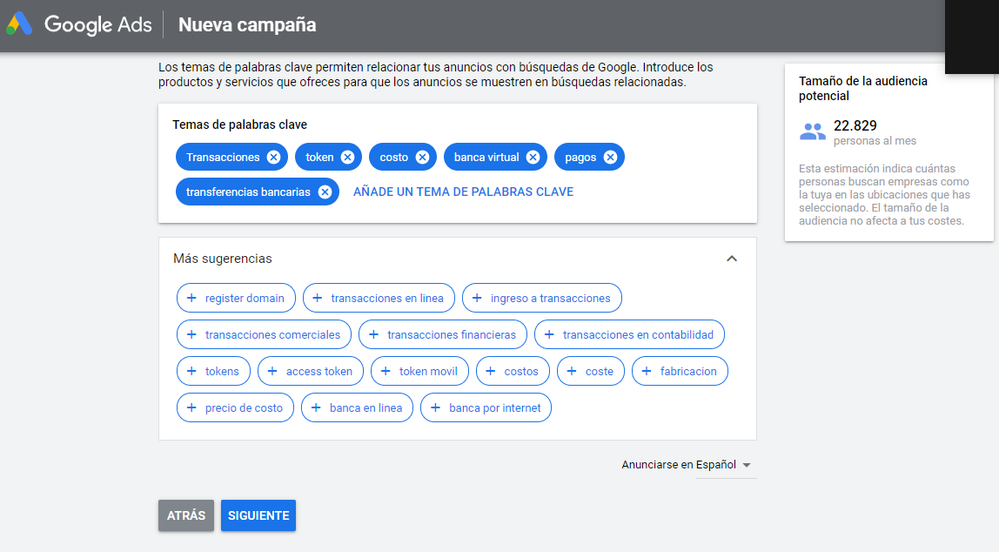 Google Ads Nueva campaña
Los temas de palabras clave permiten relacionar tus anuncios con búsquedas de Google. Introduce los
productos y servicios que ofreces para que los anuncios se muestren en búsquedas relacionadas.
Temas de palabras clave
Transacciones token costo banca virtual pagos
transferencias bancarias AÑADE UN TEMA DE PALABRAS CLAVE
Más sugerencias
+ register domain + transacciones en linea + ingreso a transacciones
+ transacciones comerciales + transacciones financieras + transacciones en contabilidad
+ tokens + access token + token movil + costos + coste + fabricacion
+ precio de costo + banca en linea + banca por internet
Anunciarse en Español
ATRÁS SIGUIENTE
Tamaño de la audiencia
potencial
22.829
personas al mes
Esta estimación indica cuántas
personas buscan empresas como
la tuya en las ubicaciones que has
seleccionado. El tamaño de la
audiencia no afecta a tus costes.